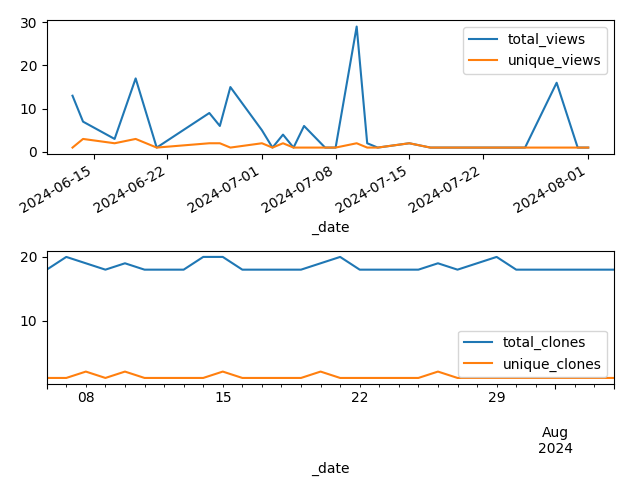 30
20
10
0
total_views
unique_views
2024-06-15
2024-06-22
2024-07-01
2024-07-08
2024-07-15
2024-07-22
2024-08-01
_date
20
10
total_clones
unique_clones
08 15 22 29
Aug
2024
_date